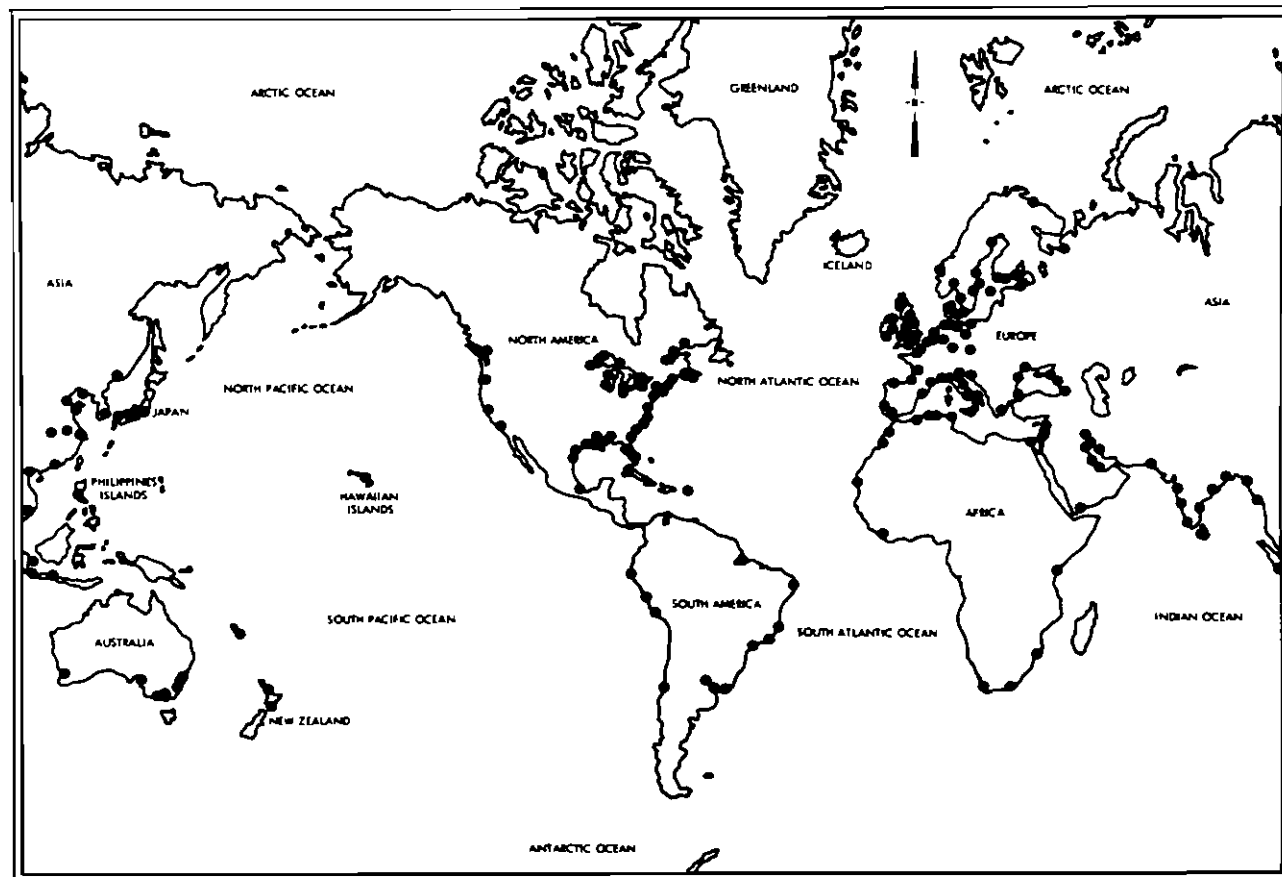 ARCTIC OCEAN
GREENLAND
ARCTIC OCEAN
ICELAND
ASIA
ASIA
NORTH AMERICA
EUROPE
NORTH PACIFIC OCEAN
NORTH ATLANTIC OCEAN
JAPAN
PHILIPPINES
ISLANDS
HAWAIIAN
ISLANDS
AFRICA
SOUTH AMERICA
SOUTH PACIFIC OCEAN
SOUTH ATLANTIC OCEAN
INDIAN OCEAN
AUSTRALIA
NEW ZEALAND
ANTARCTIC OCEAN